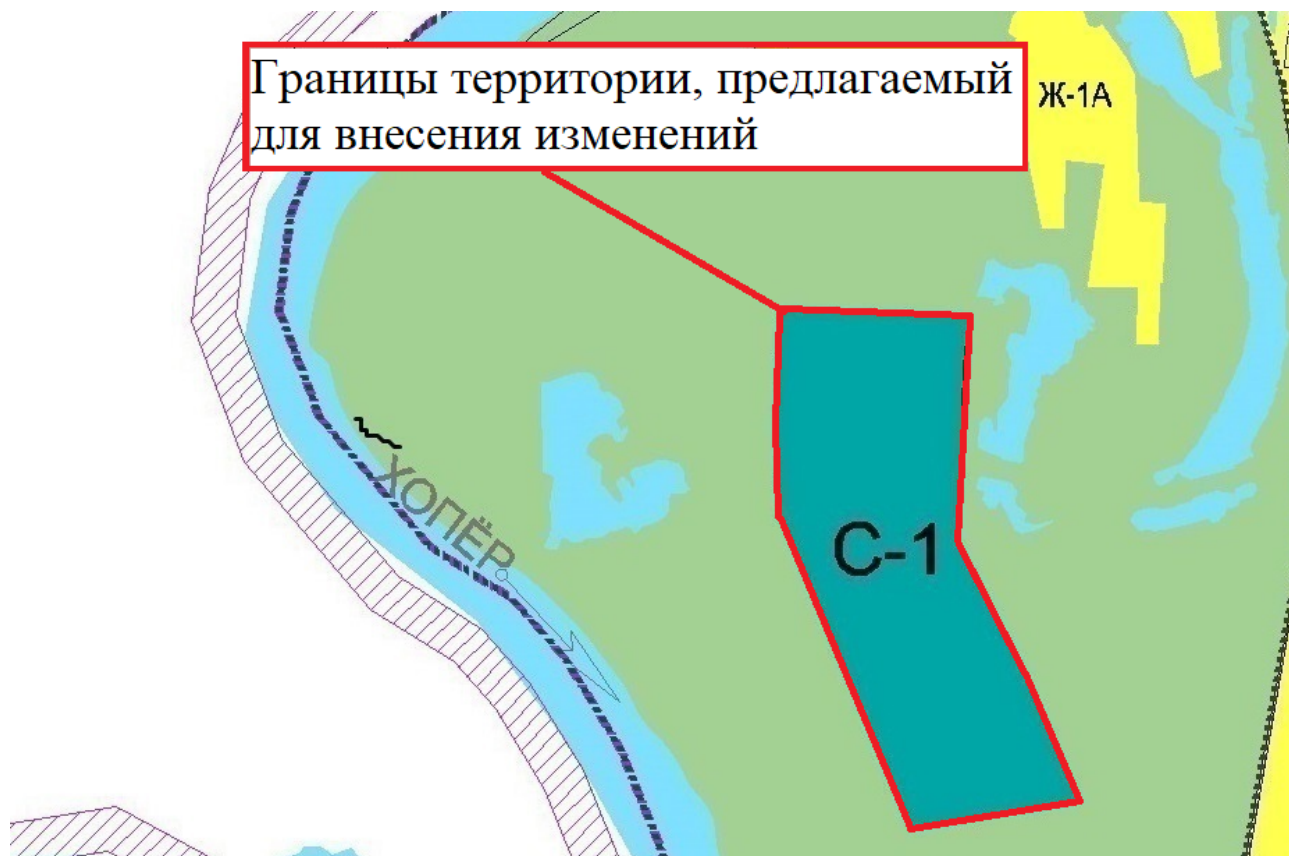 Границы территории, предлагаемый
для внесения изменений
Ж-1А
ХОПЁР
С-1